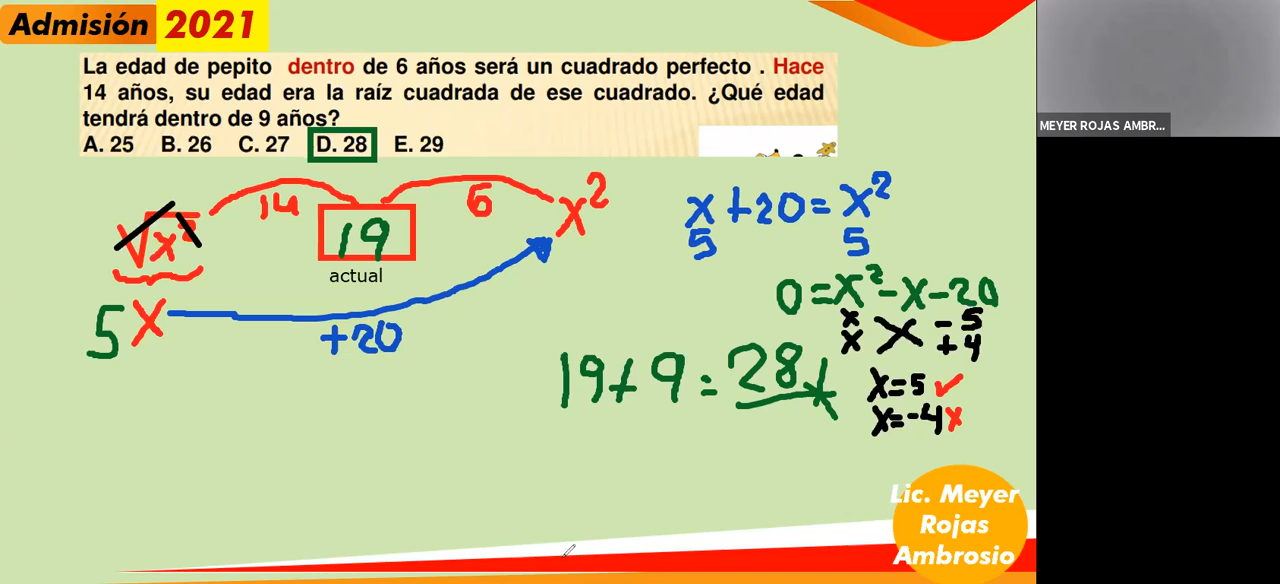 Admisión 2021
MEYER ROJAS AMBR...
La edad de pepito dentro de 6 años será un cuadrado perfecto . Hace
14 años, su edad era la raíz cuadrada de ese cuadrado. ¿Qué edad
tendrá dentro de 9 años?
A. 25 B. 26 C. 27 D. 28 E. 29
14 6
√x² 19 x²
actual
5 x
+20
x+20=x²
5 5
0=x²-x-20
x -5
x +4
x=5 ✓
x=-4 x
19+9=28
Lic. Meyer
Rojas
Ambrosio